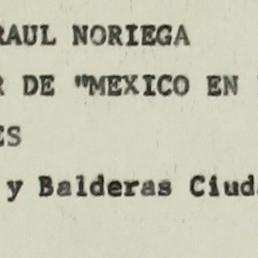 RAUL NORIEGA
R DE "MEXICO EN
ES
y Balderas Ciud